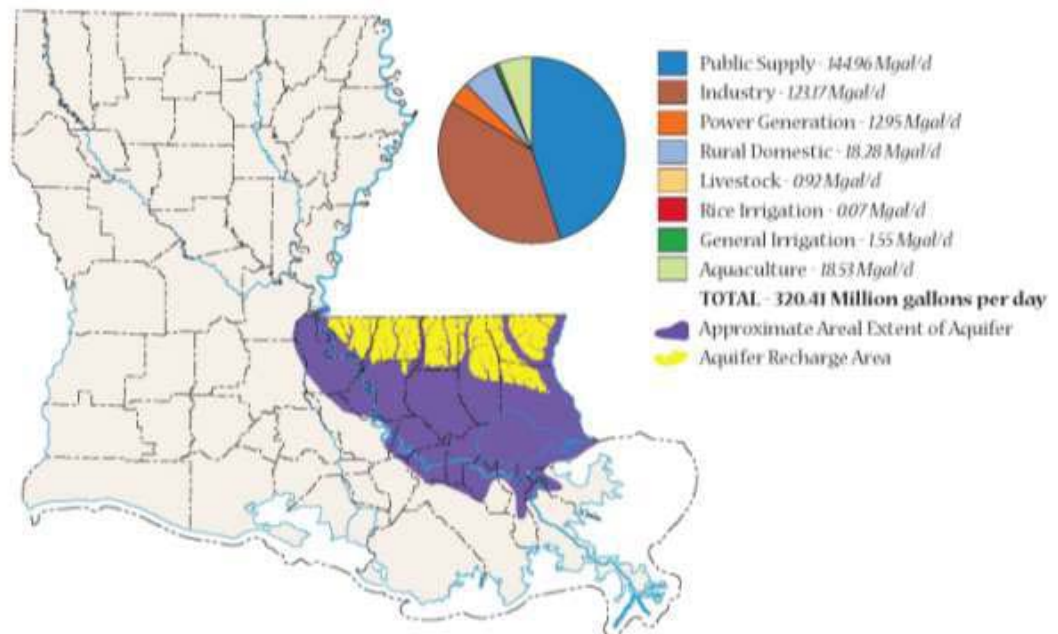 Public Supply - 144.96 Mgal/d
Industry - 123.17 Mgal/d
Power Generation - 12.95 Mgal/d
Rural Domestic - 18.28 Mgal/d
Livestock - 0.92 Mgal/d
Rice Irrigation - 0.07 Mgal/d
General Irrigation - 1.55 Mgal/d
Aquaculture - 18.53 Mgal/d
TOTAL - 320.41 Million gallons per day
Approximate Areal Extent of Aquifer
Aquifer Recharge Area